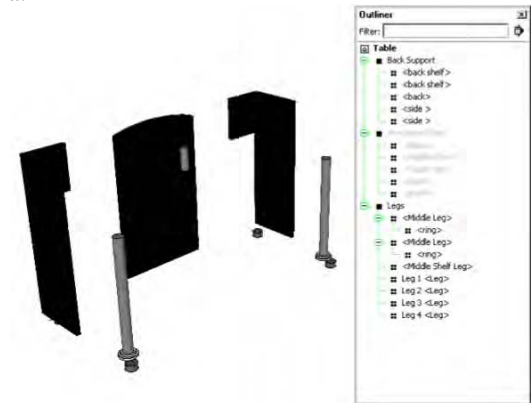 Outliner
Filter:
Table
Back Support
<back shelf>
<back shelf>
<back>
<side >
<side >
Legs
<Middle Leg>
<ring>
<Middle Leg>
<ring>
<Middle Shelf Leg>
Leg 1 <Leg>
Leg 2 <Leg>
Leg 3 <Leg>
Leg 4 <Leg>